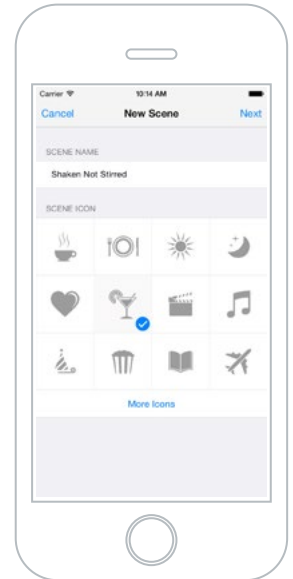 Carrier 10:14 AM
Cancel New Scene Next
SCENE NAME
Shaken Not Stirred
SCENE ICON
More Icons